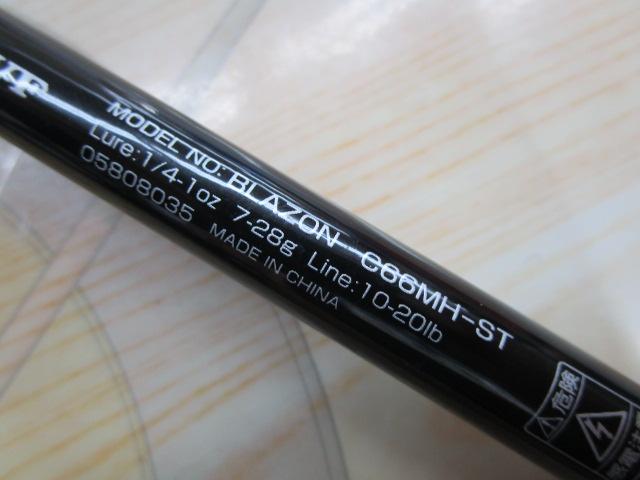 MODEL NO: BLAZON C66MH-ST
Lure:1/4-1oz 7-28g Line:10-20lb
05808035 MADE IN CHINA
危険